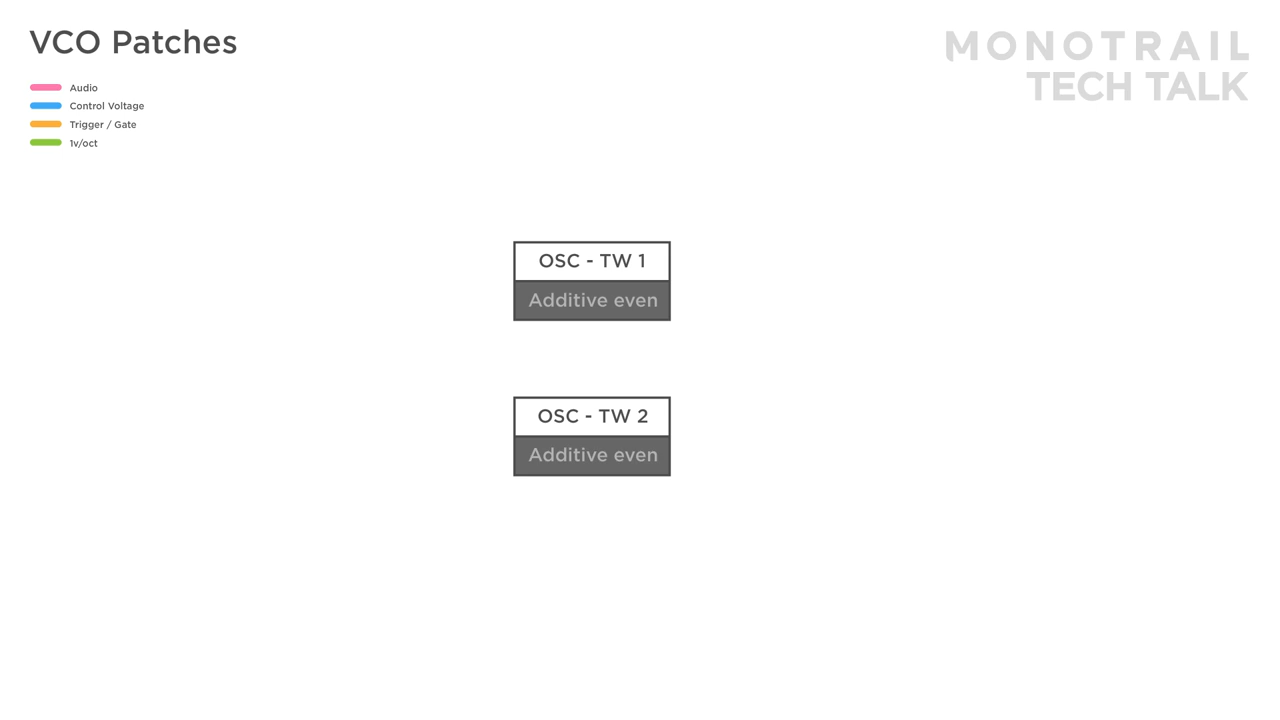 VCO Patches
MONOTRAIL
TECH TALK
Audio
Control Voltage
Trigger / Gate
1v/oct
OSC - TW 1
Additive even
OSC - TW 2
Additive even